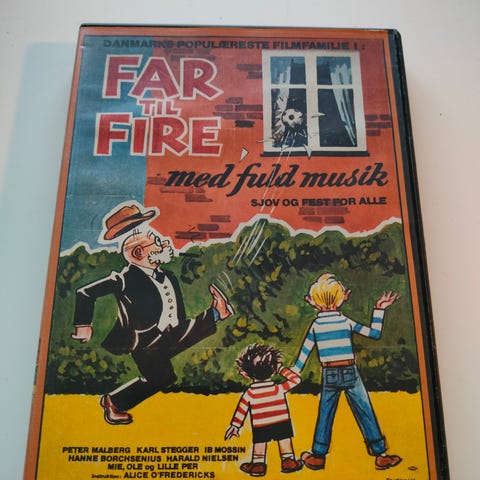 DANMARKS POPULÆRESTE FILMFAMILIE I:
FAR
TIL
FIRE
med fuld musik
SJOV OG FEST FOR ALLE
PETER MALBERG KARL STEGGER IB MOSSIN
HANNE BORCHSENIUS HARALD NIELSEN
MIE, OLE og LILLE PER
Instruktion: ALICE O'FREDERICKS